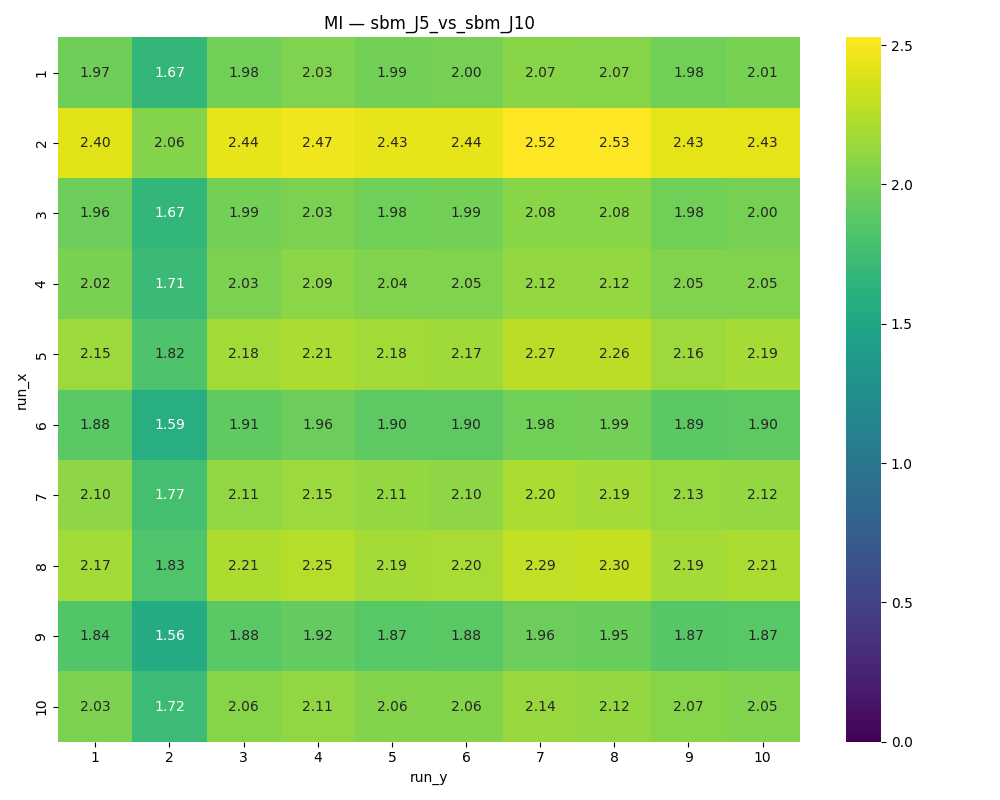 MI — sbm_J5_vs_sbm_J10
1 1.97 1.67 1.98 2.03 1.99 2.00 2.07 2.07 1.98 2.01
2 2.40 2.06 2.44 2.47 2.43 2.44 2.52 2.53 2.43 2.43
3 1.96 1.67 1.99 2.03 1.98 1.99 2.08 2.08 1.98 2.00
4 2.02 1.71 2.03 2.09 2.04 2.05 2.12 2.12 2.05 2.05
5 2.15 1.82 2.18 2.21 2.18 2.17 2.27 2.26 2.16 2.19
6 1.88 1.59 1.91 1.96 1.90 1.90 1.98 1.99 1.89 1.90
7 2.10 1.77 2.11 2.15 2.11 2.10 2.20 2.19 2.13 2.12
8 2.17 1.83 2.21 2.25 2.19 2.20 2.29 2.30 2.19 2.21
9 1.84 1.56 1.88 1.92 1.87 1.88 1.96 1.95 1.87 1.87
10 2.03 1.72 2.06 2.11 2.06 2.06 2.14 2.12 2.07 2.05
1 2 3 4 5 6 7 8 9 10
run_y
run_x
2.5
2.0
1.5
1.0
0.5
0.0